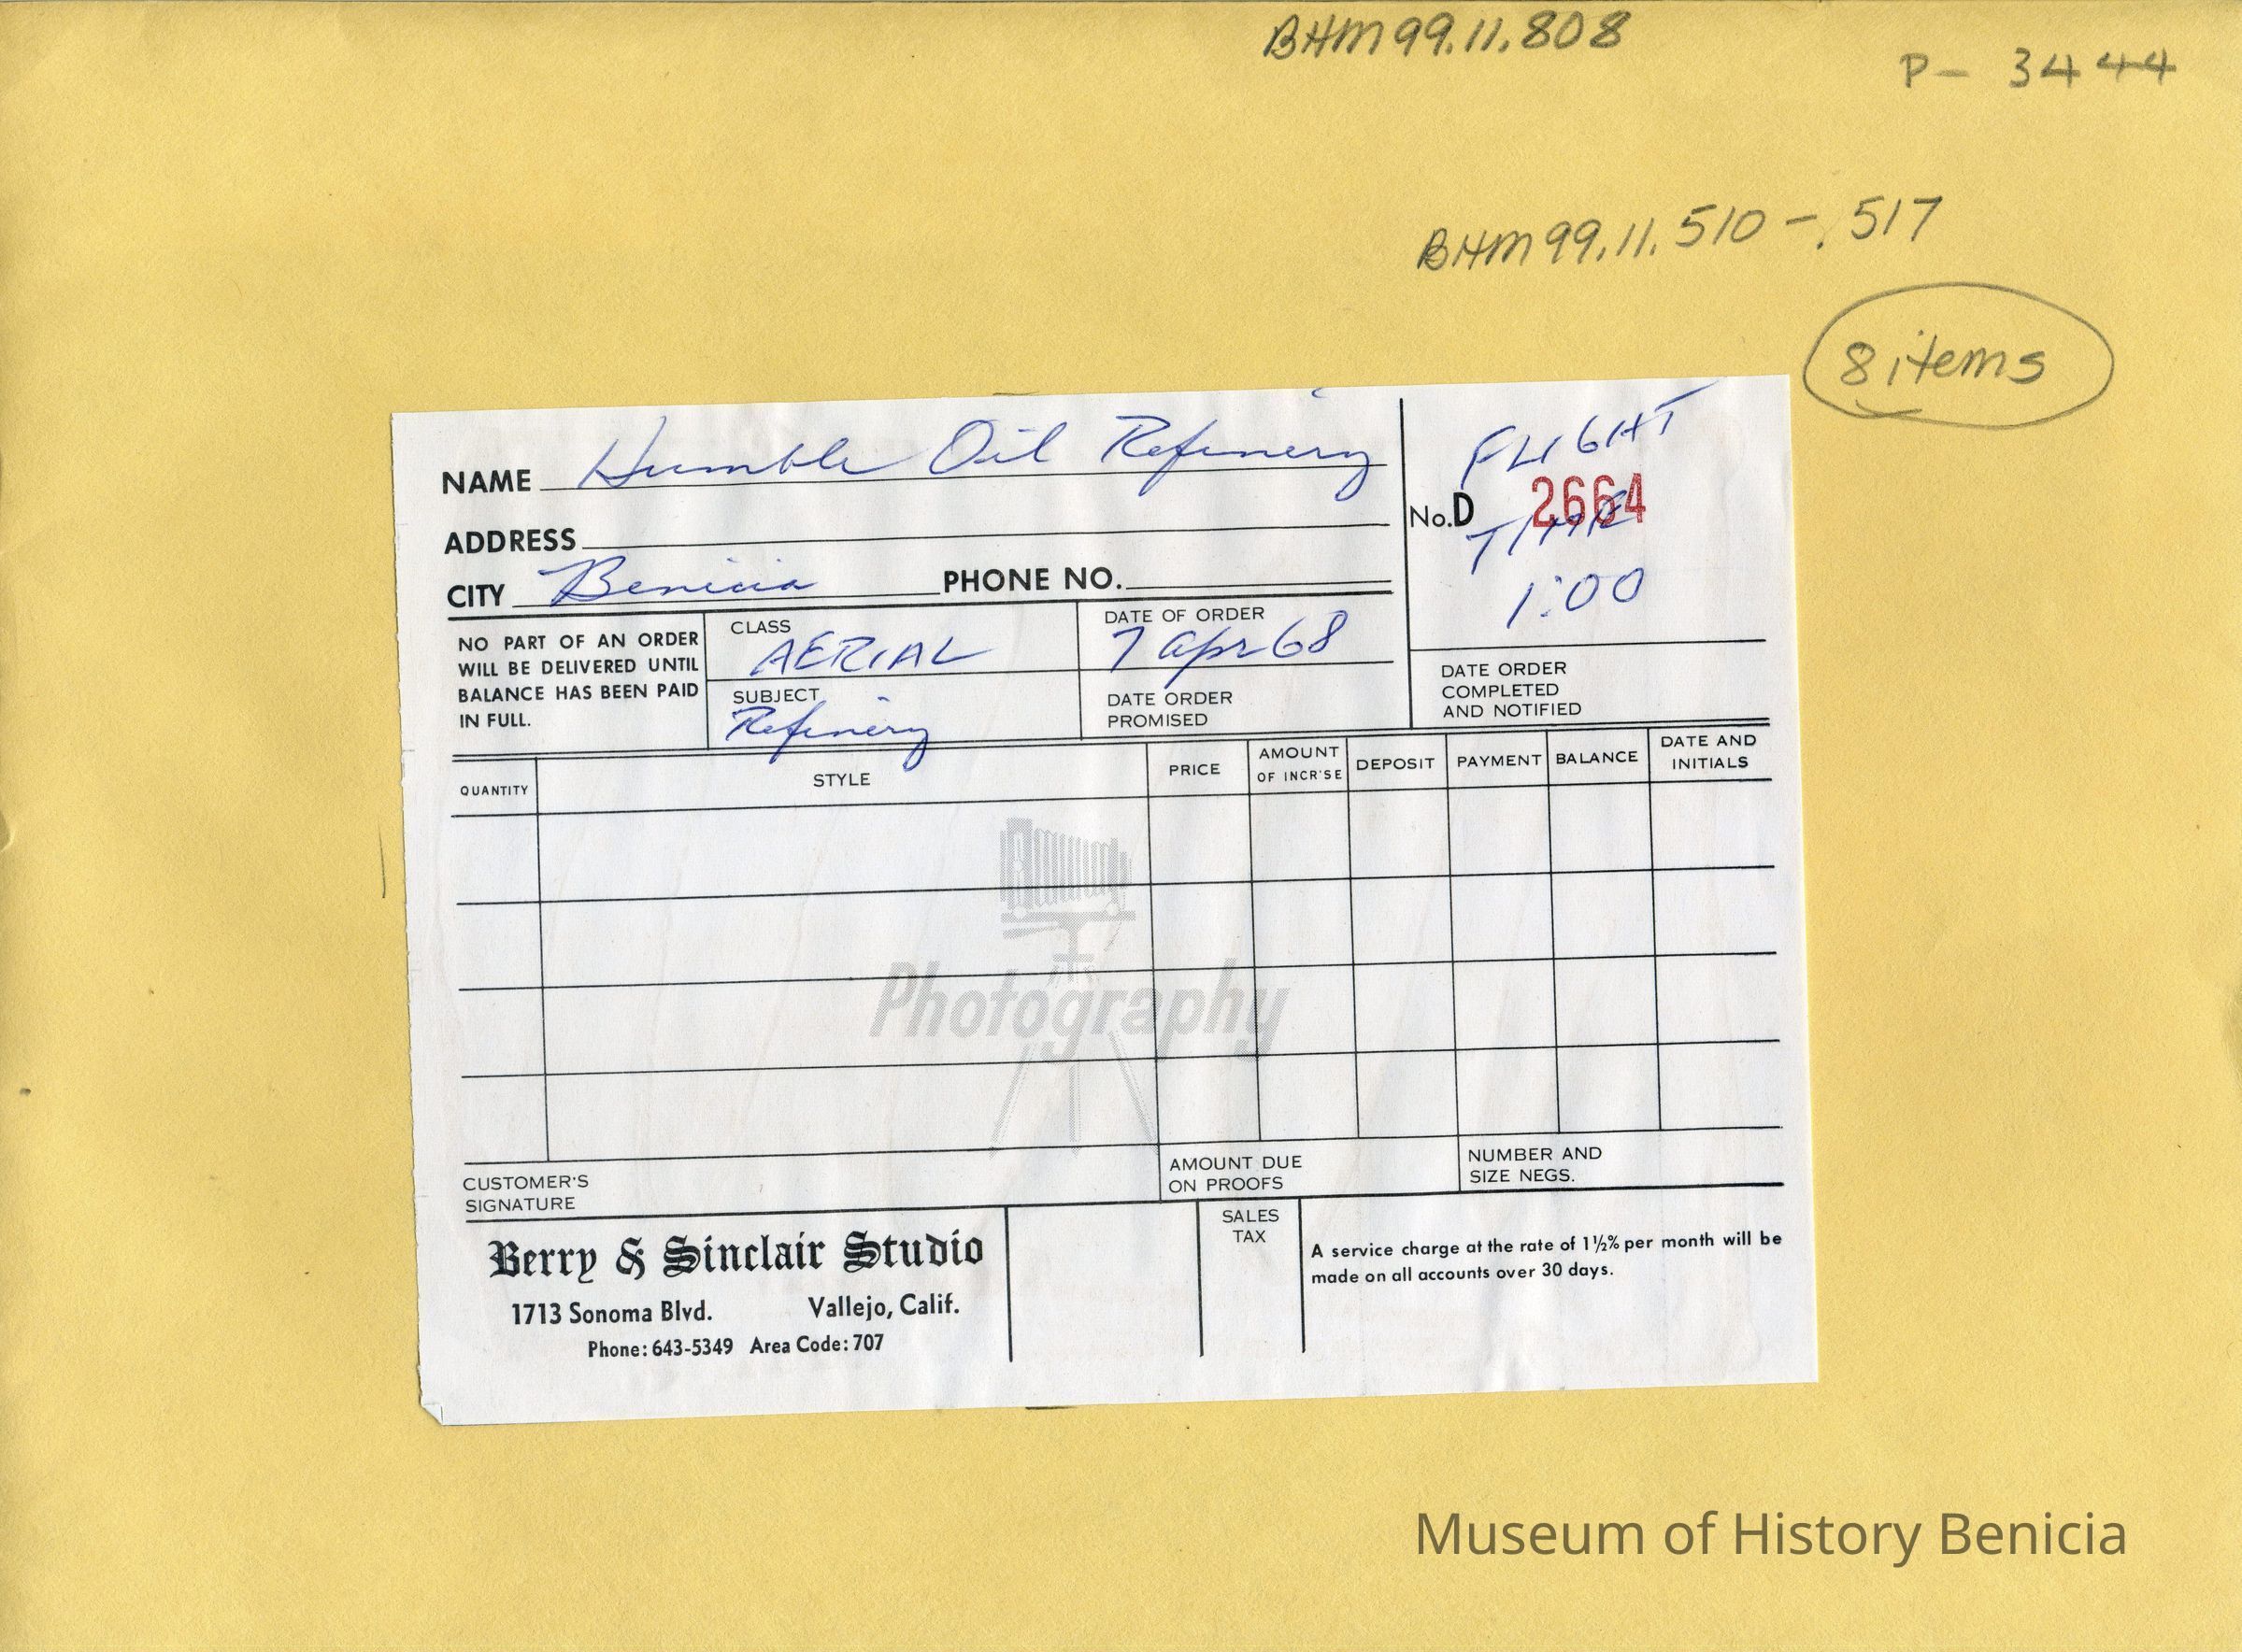 BHM99.11.808
P- 3444
BHM99.11.510 - .517
8 items
NAME Humble Oil Refinery
FLIGHT
No.D 2664
TIME
1:00
ADDRESS
CITY Benicia PHONE NO.
NO PART OF AN ORDER
WILL BE DELIVERED UNTIL
BALANCE HAS BEEN PAID
IN FULL.
CLASS
AERIAL
DATE OF ORDER
7 Apr 68
SUBJECT
Refinery
DATE ORDER
PROMISED
DATE ORDER
COMPLETED
AND NOTIFIED
QUANTITY STYLE PRICE AMOUNT OF INCR'SE DEPOSIT PAYMENT BALANCE DATE AND INITIALS
Photography
CUSTOMER'S
SIGNATURE
AMOUNT DUE
ON PROOFS
NUMBER AND
SIZE NEGS.
Berry & Sinclair Studio
1713 Sonoma Blvd. Vallejo, Calif.
Phone: 643-5349 Area Code: 707
SALES
TAX
A service charge at the rate of 1½% per month will be
made on all accounts over 30 days.
Museum of History Benicia